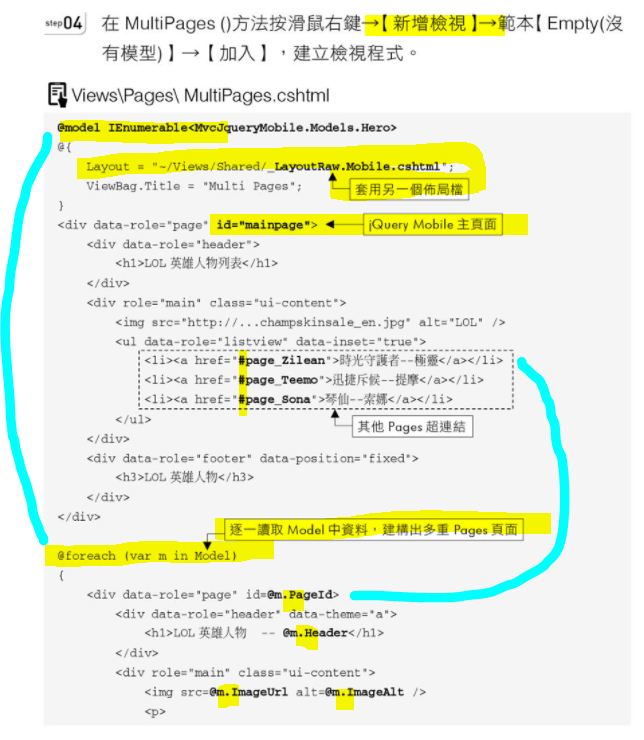 step04 在 MultiPages ()方法按滑鼠右鍵→【新增檢視】→範本【Empty(沒
有模型)】→【加入】，建立檢視程式。
Views\Pages\ MultiPages.cshtml
@model IEnumerable<MvcJqueryMobile.Models.Hero>
@{
Layout = "~/Views/Shared/_LayoutRaw.Mobile.cshtml";
ViewBag.Title = "Multi Pages";
套用另一個佈局檔
}
<div data-role="page" id="mainpage"> jQuery Mobile 主頁面
<div data-role="header">
<h1>LOL 英雄人物列表</h1>
</div>
<div role="main" class="ui-content">
<img src="http://...champskinsale_en.jpg" alt="LOL" />
<ul data-role="listview" data-inset="true">
<li><a href="#page_Zilean">時光守護者--極靈</a></li>
<li><a href="#page_Teemo">迅捷斥候--提摩</a></li>
<li><a href="#page_Sona">琴仙--索娜</a></li>
</ul>
其他 Pages 超連結
</div>
<div data-role="footer" data-position="fixed">
<h3>LOL 英雄人物</h3>
</div>
</div>
逐一讀取 Model 中資料，建構出多重 Pages 頁面
@foreach (var m in Model)
{
<div data-role="page" id=@m.PageId>
<div data-role="header" data-theme="a">
<h1>LOL 英雄人物 -- @m.Header</h1>
</div>
<div role="main" class="ui-content">
<img src=@m.ImageUrl alt=@m.ImageAlt />
<p>